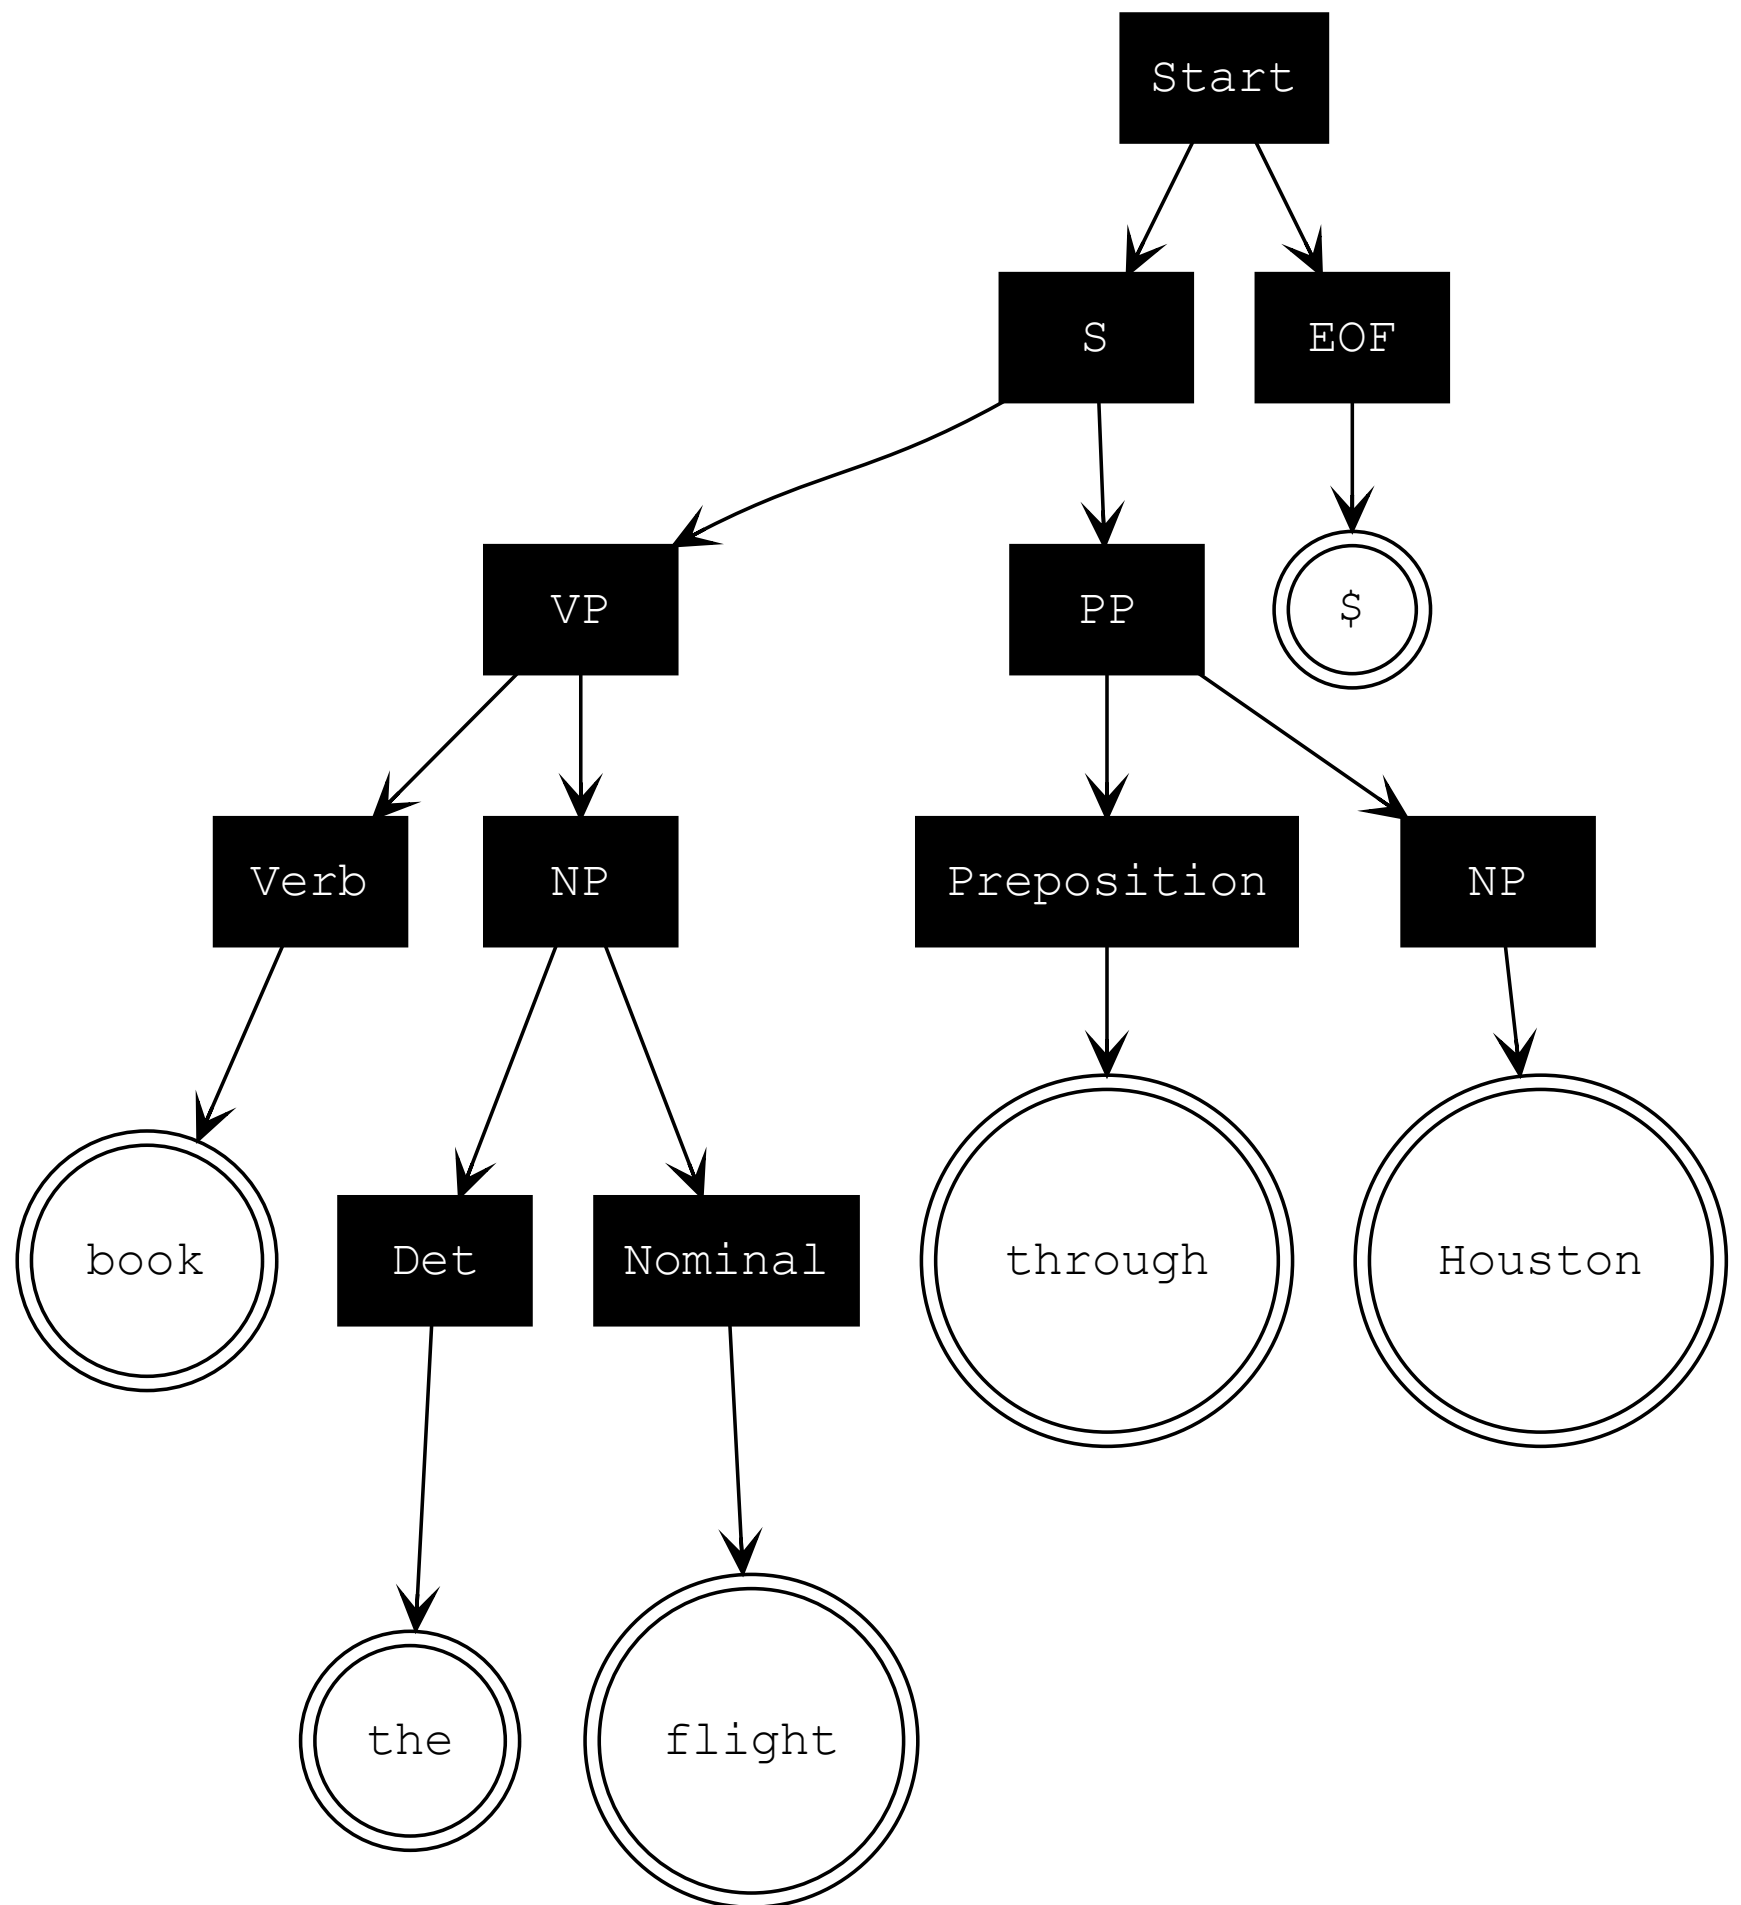 Start
S EOF
VP PP $
Verb NP Preposition NP
book Det Nominal through Houston
the flight